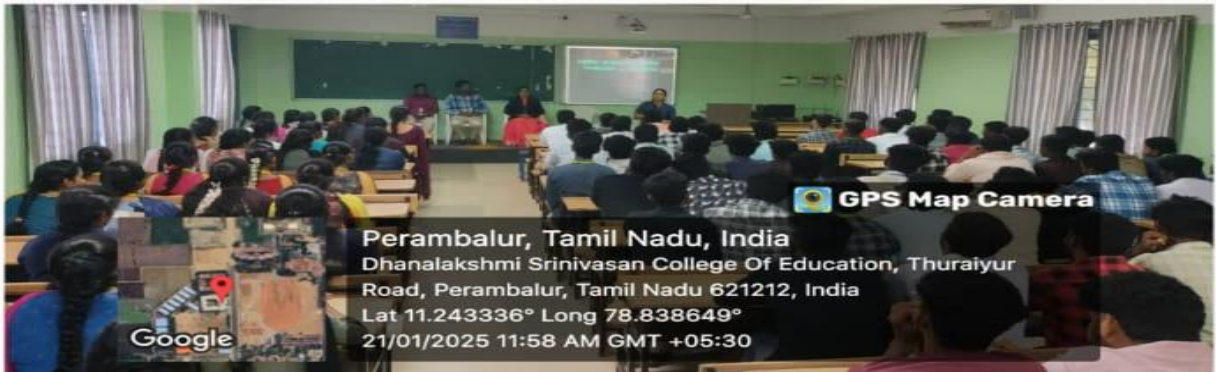 GPS Map Camera
Perambalur, Tamil Nadu, India
Dhanalakshmi Srinivasan College Of Education, Thuraiyur
Road, Perambalur, Tamil Nadu 621212, India
Lat 11.243336° Long 78.838649°
21/01/2025 11:58 AM GMT +05:30
Google